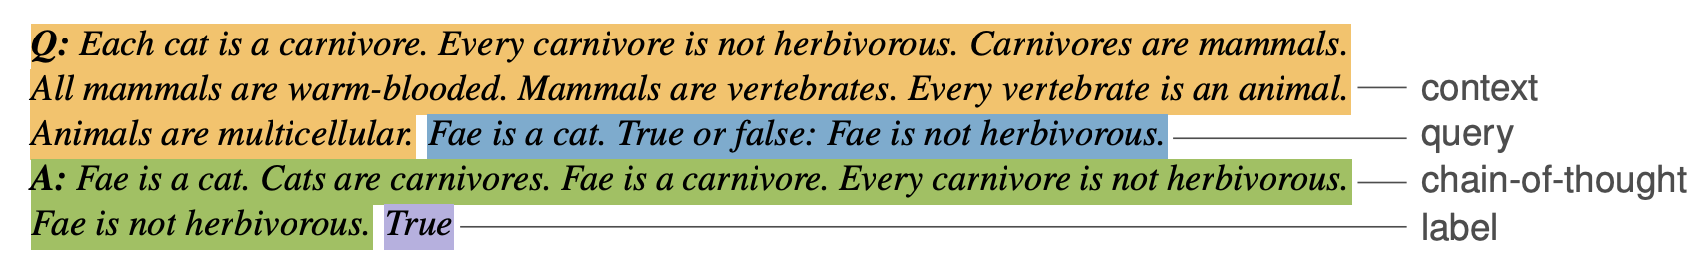 Q: Each cat is a carnivore. Every carnivore is not herbivorous. Carnivores are mammals.
All mammals are warm-blooded. Mammals are vertebrates. Every vertebrate is an animal.
context
Animals are multicellular. Fae is a cat. True or false: Fae is not herbivorous.
query
A: Fae is a cat. Cats are carnivores. Fae is a carnivore. Every carnivore is not herbivorous.
chain-of-thought
Fae is not herbivorous. True
label